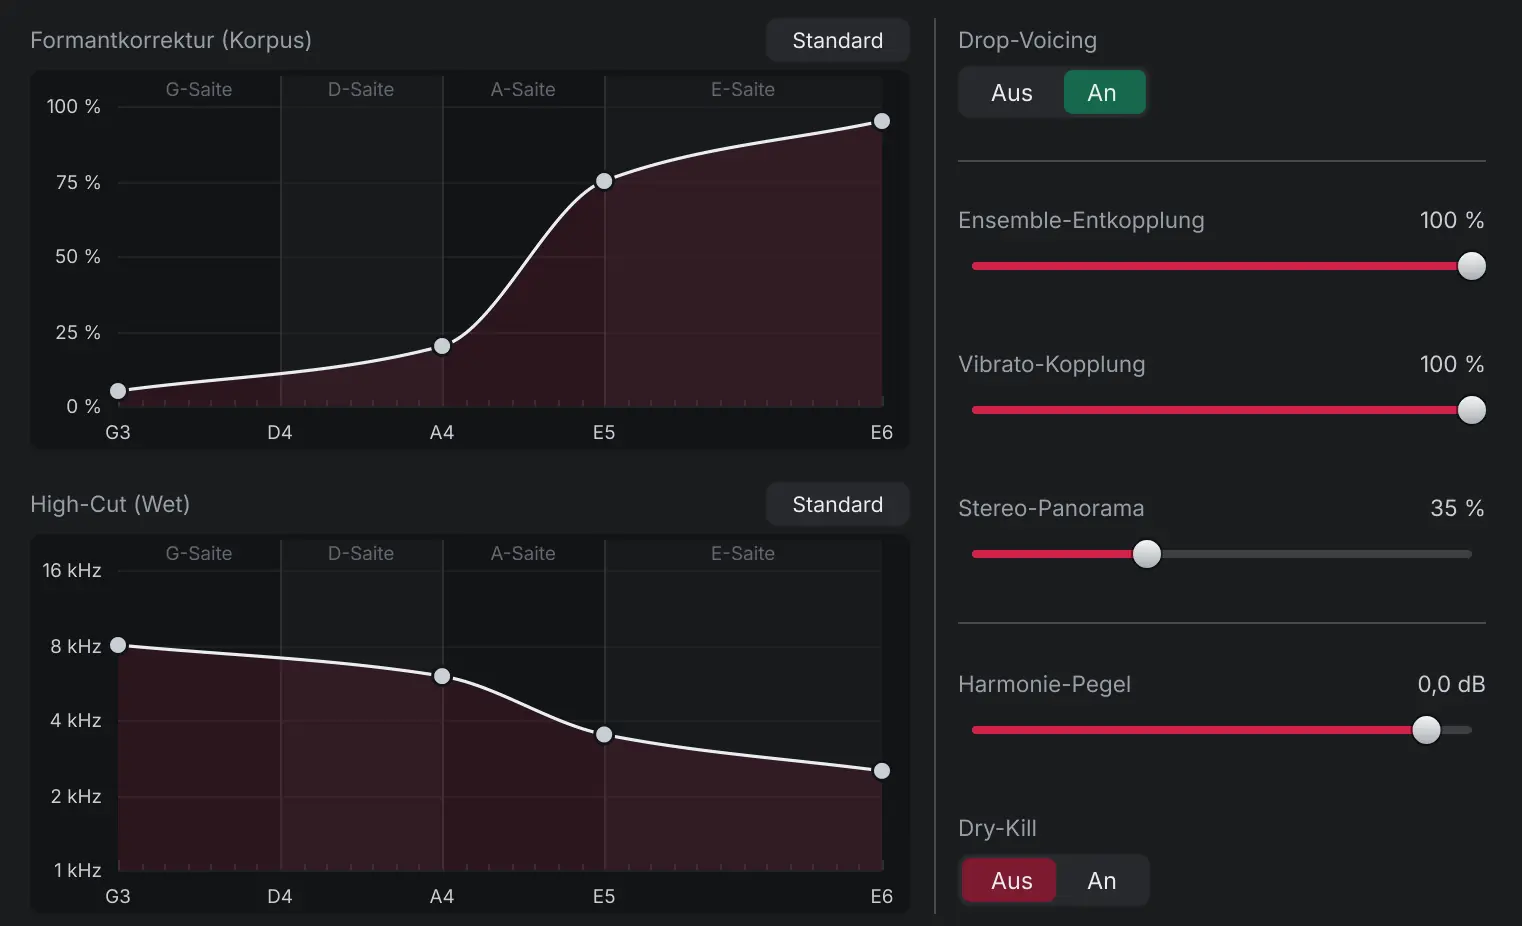 Formantkorrektur (Korpus)
Standard
G-Saite
D-Saite
A-Saite
E-Saite
100 %
75 %
50 %
25 %
0 %
G3
D4
A4
E5
E6
High-Cut (Wet)
Standard
G-Saite
D-Saite
A-Saite
E-Saite
16 kHz
8 kHz
4 kHz
2 kHz
1 kHz
G3
D4
A4
E5
E6
Drop-Voicing
Aus
An
Ensemble-Entkopplung
100 %
Vibrato-Kopplung
100 %
Stereo-Panorama
35 %
Harmonie-Pegel
0,0 dB
Dry-Kill
Aus
An